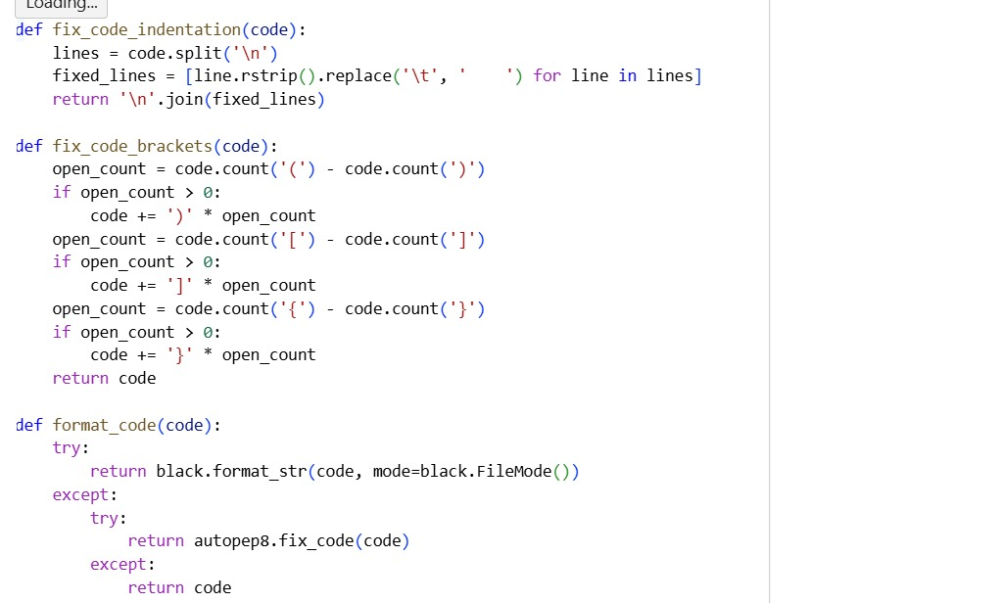 Loading...
def fix_code_indentation(code):
    lines = code.split('\n')
    fixed_lines = [line.rstrip().replace('\t', '    ') for line in lines]
    return '\n'.join(fixed_lines)

def fix_code_brackets(code):
    open_count = code.count('(') - code.count(')')
    if open_count > 0:
        code += ')' * open_count
    open_count = code.count('[') - code.count(']')
    if open_count > 0:
        code += ']' * open_count
    open_count = code.count('{') - code.count('}')
    if open_count > 0:
        code += '}' * open_count
    return code

def format_code(code):
    try:
        return black.format_str(code, mode=black.FileMode())
    except:
        try:
            return autopep8.fix_code(code)
        except:
            return code